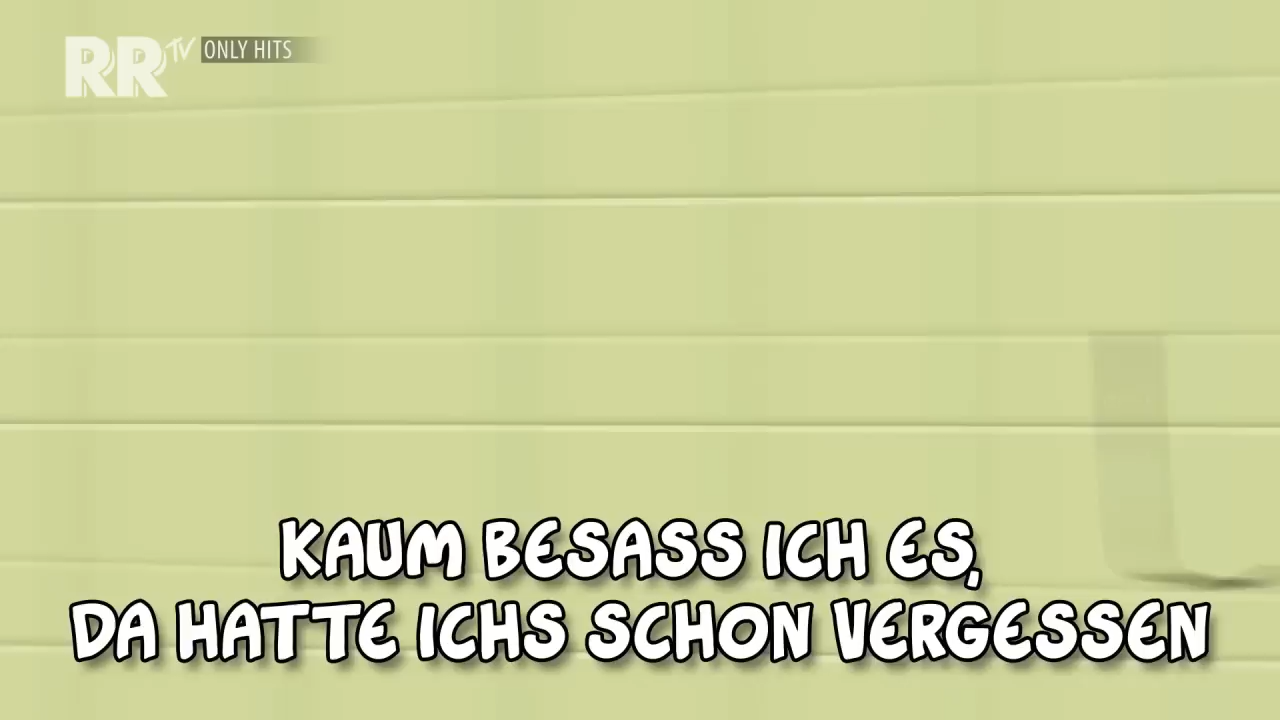 RR TV ONLY HITS
KAUM BESASS ICH ES,
DA HATTE ICHS SCHON VERGESSEN